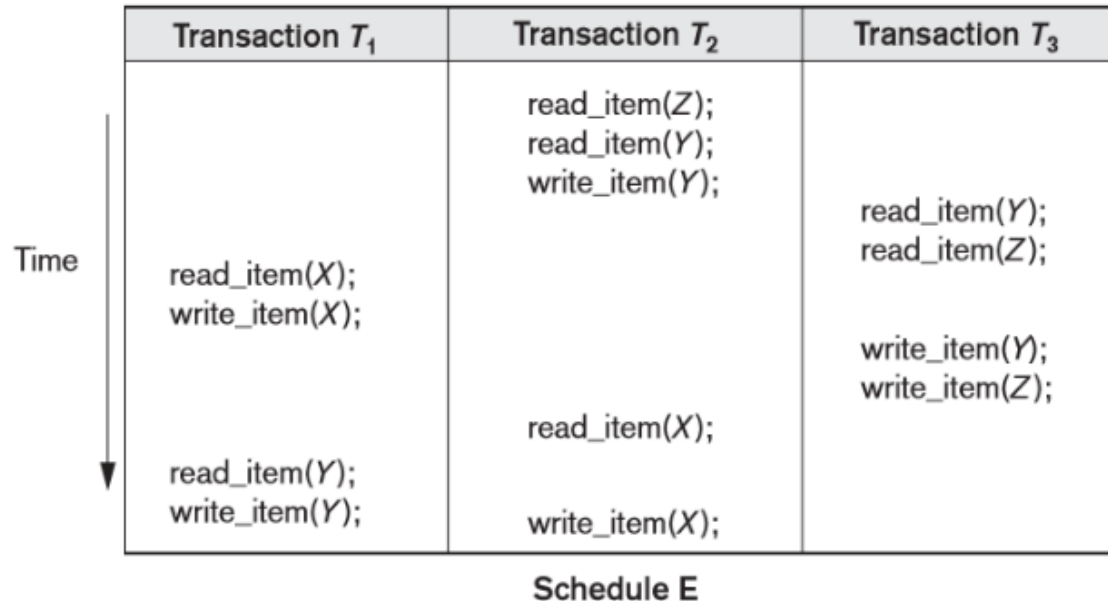 Transaction T1 Transaction T2 Transaction T3
read_item(Z);
read_item(Y);
write_item(Y);
read_item(Y);
read_item(Z);
Time
read_item(X);
write_item(X);
write_item(Y);
write_item(Z);
read_item(X);
read_item(Y);
write_item(Y);
write_item(X);
Schedule E